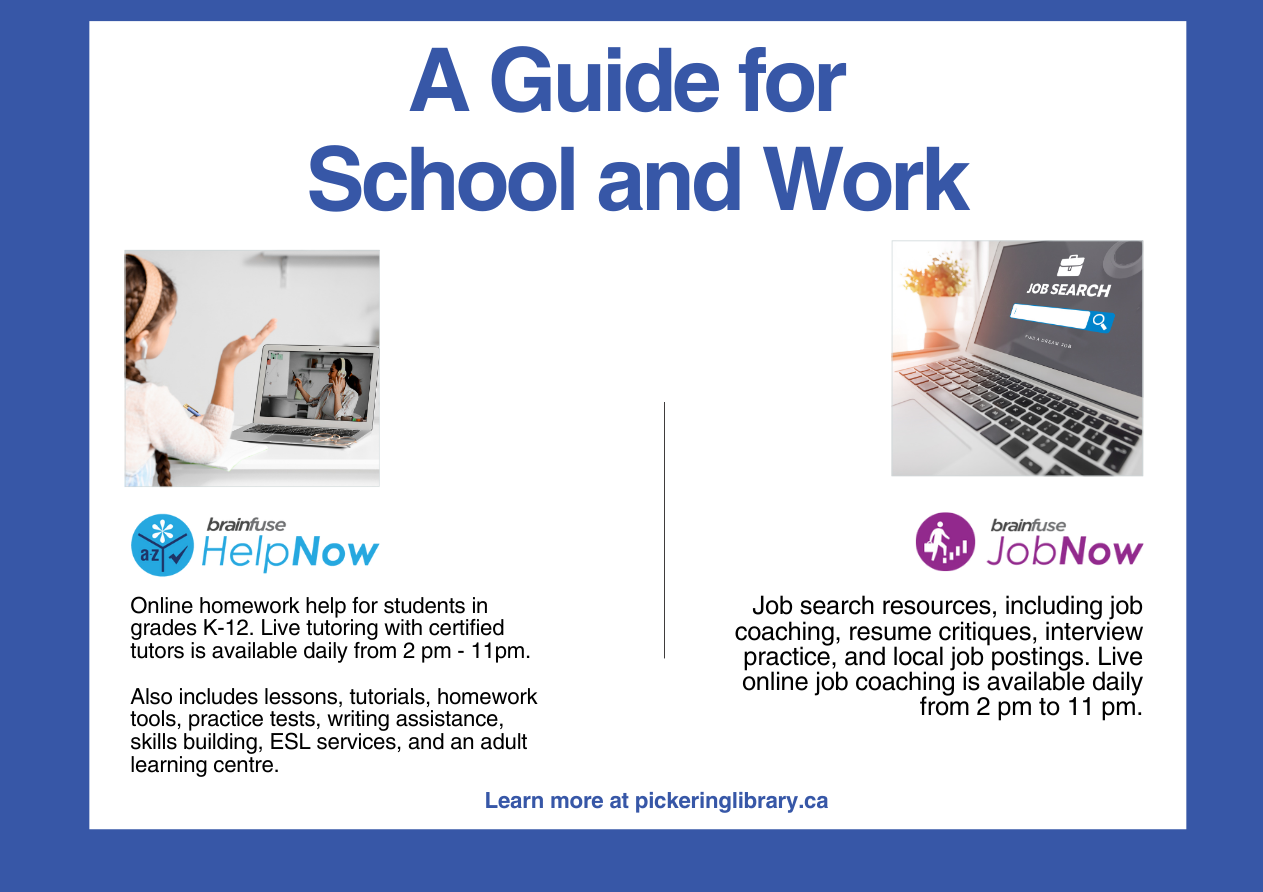 A Guide for
School and Work
JOB SEARCH
FIND A DREAM JOB
brainfuse
HelpNow
a-z
Online homework help for students in
grades K-12. Live tutoring with certified
tutors is available daily from 2 pm - 11pm.
Also includes lessons, tutorials, homework
tools, practice tests, writing assistance,
skills building, ESL services, and an adult
learning centre.
brainfuse
JobNow
Job search resources, including job
coaching, resume critiques, interview
practice, and local job postings. Live
online job coaching is available daily
from 2 pm to 11 pm.
Learn more at pickeringlibrary.ca